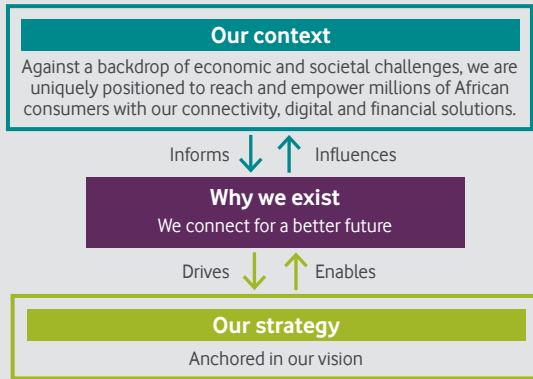 Our context
Against a backdrop of economic and societal challenges, we are
uniquely positioned to reach and empower millions of African
consumers with our connectivity, digital and financial solutions.
Informs Influences
Why we exist
We connect for a better future
Drives Enables
Our strategy
Anchored in our vision